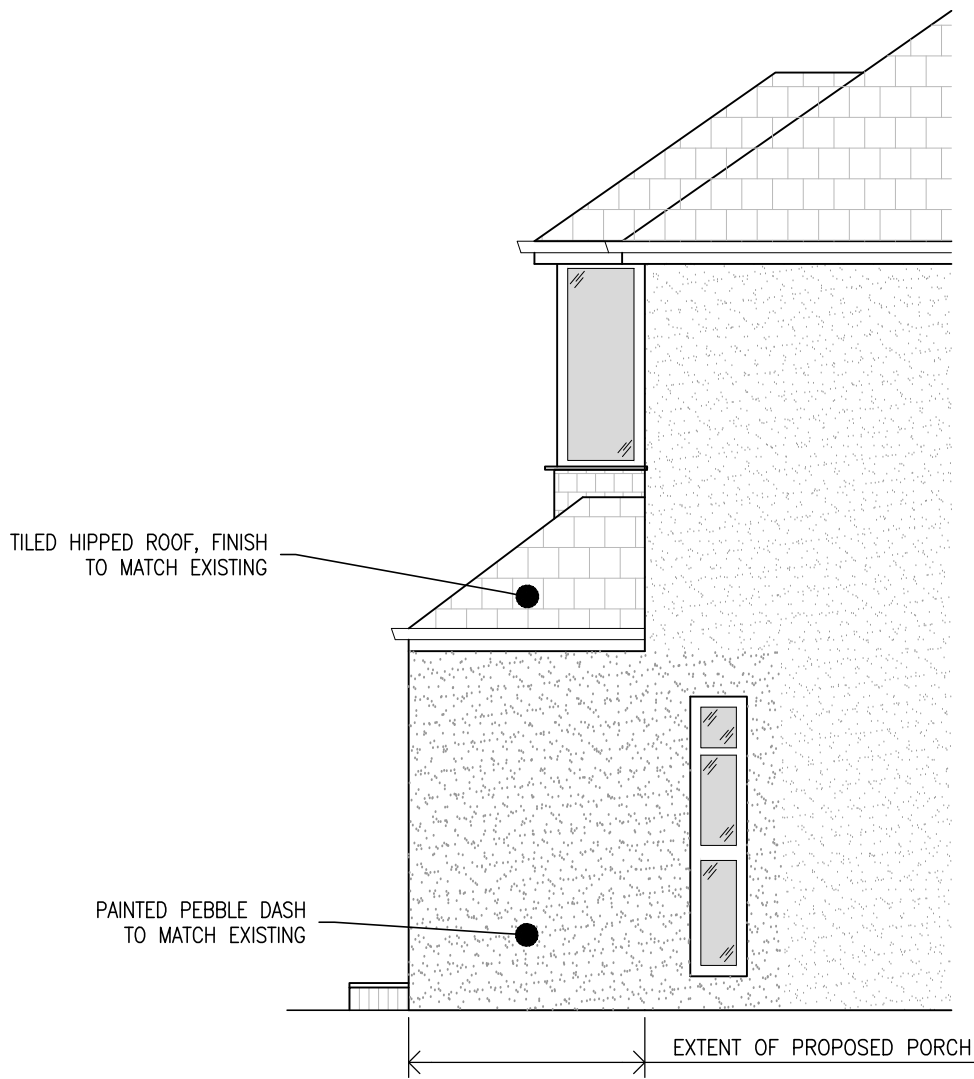 TILED HIPPED ROOF, FINISH
TO MATCH EXISTING
PAINTED PEBBLE DASH
TO MATCH EXISTING
EXTENT OF PROPOSED PORCH